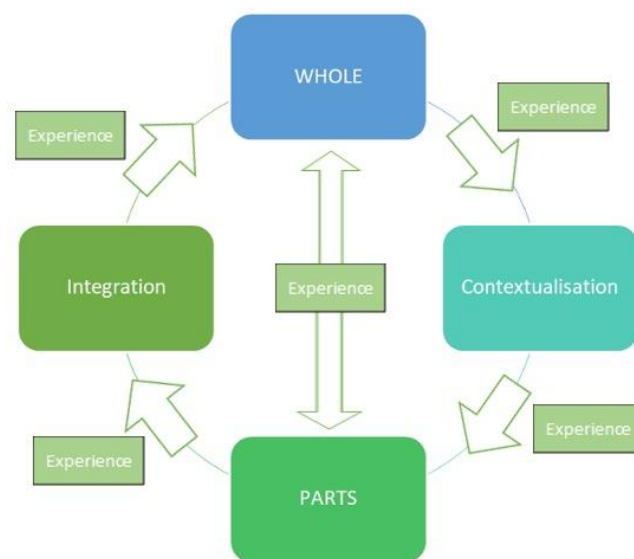 WHOLE
Experience
Experience
Integration
Experience
Contextualisation
Experience
Experience
PARTS